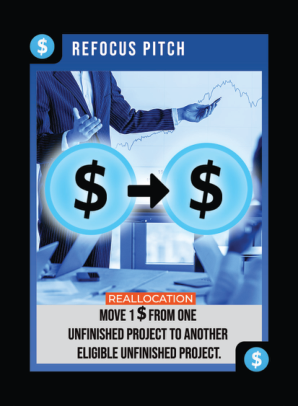 $ REFOCUS PITCH
$ $
REALLOCATION
MOVE 1 $ FROM ONE
UNFINISHED PROJECT TO ANOTHER
ELIGIBLE UNFINISHED PROJECT.
$